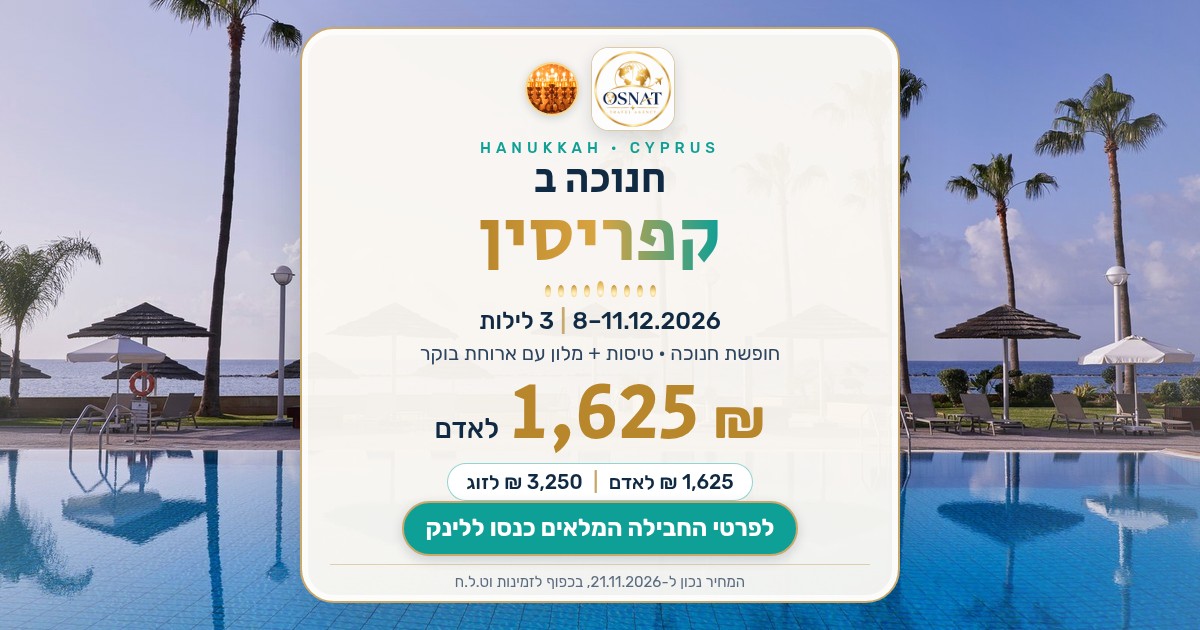 OSNAT
TRAVEL AGENCY
HANUKKAH • CYPRUS
חנוכה ב
קפריסין
8–11.12.2026 | 3 לילות
חופשת חנוכה • טיסות + מלון עם ארוחת בוקר
₪ 1,625 לאדם
1,625 ₪ לאדם | 3,250 ₪ לזוג
לפרטי החבילה המלאים כנסו ללינק
המחיר נכון ל-21.11.2026, בכפוף לזמינות וט.ל.ח